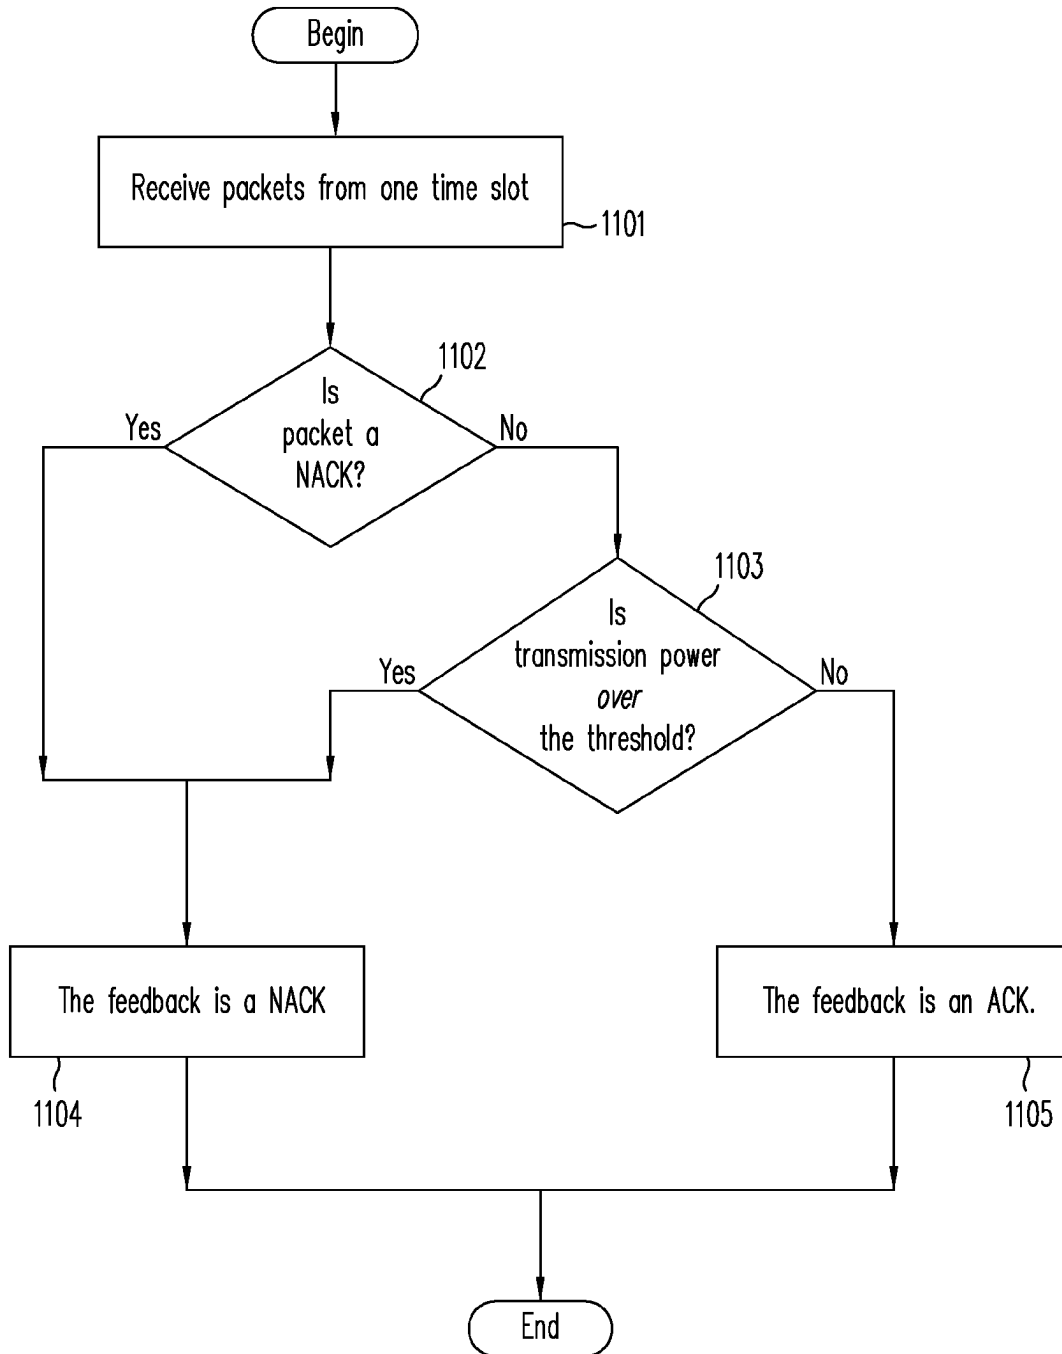 Begin
Receive packets from one time slot
1101
1102
Is
packet a
NACK?
Yes
No
1103
Is
transmission power
over
the threshold?
Yes
No
The feedback is a NACK
1104
The feedback is an ACK.
1105
End